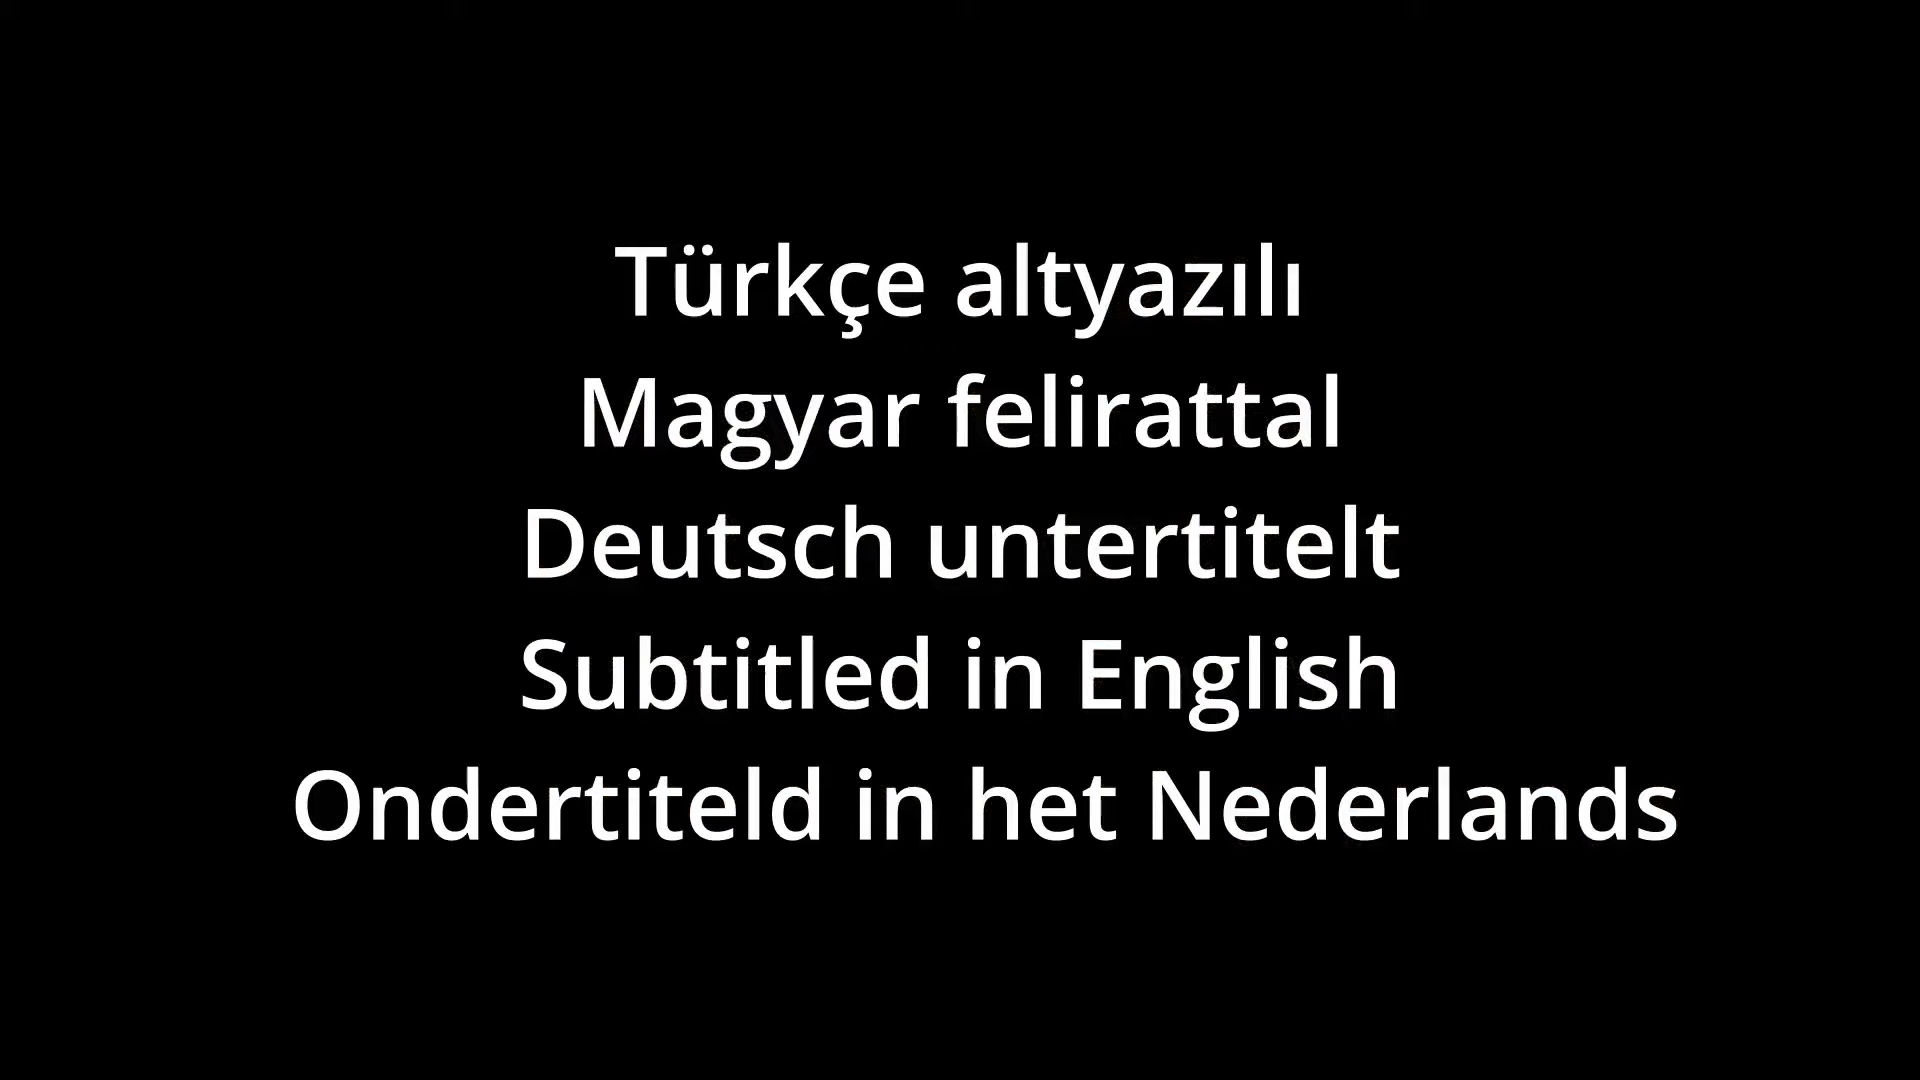 Türkçe altyazılı
Magyar felirattal
Deutsch untertitelt
Subtitled in English
Ondertiteld in het Nederlands